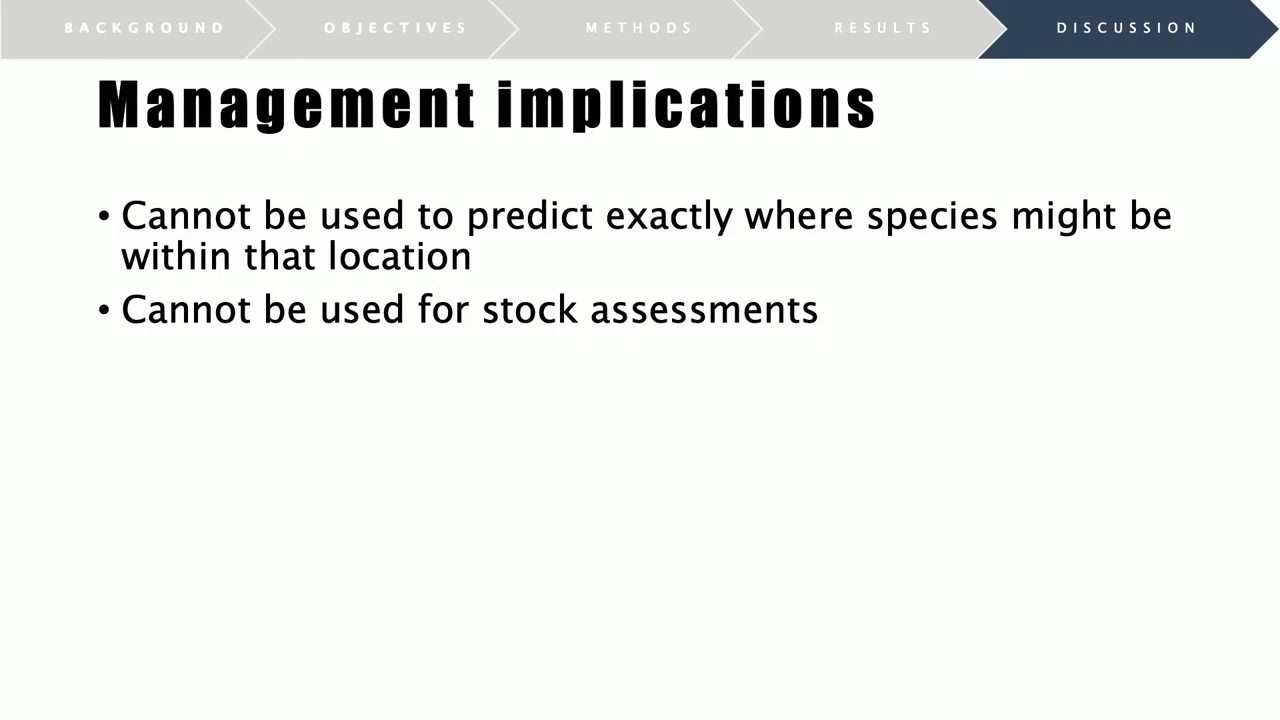 BACKGROUND OBJECTIVES METHODS RESULTS DISCUSSION
Management implications
• Cannot be used to predict exactly where species might be
within that location
• Cannot be used for stock assessments